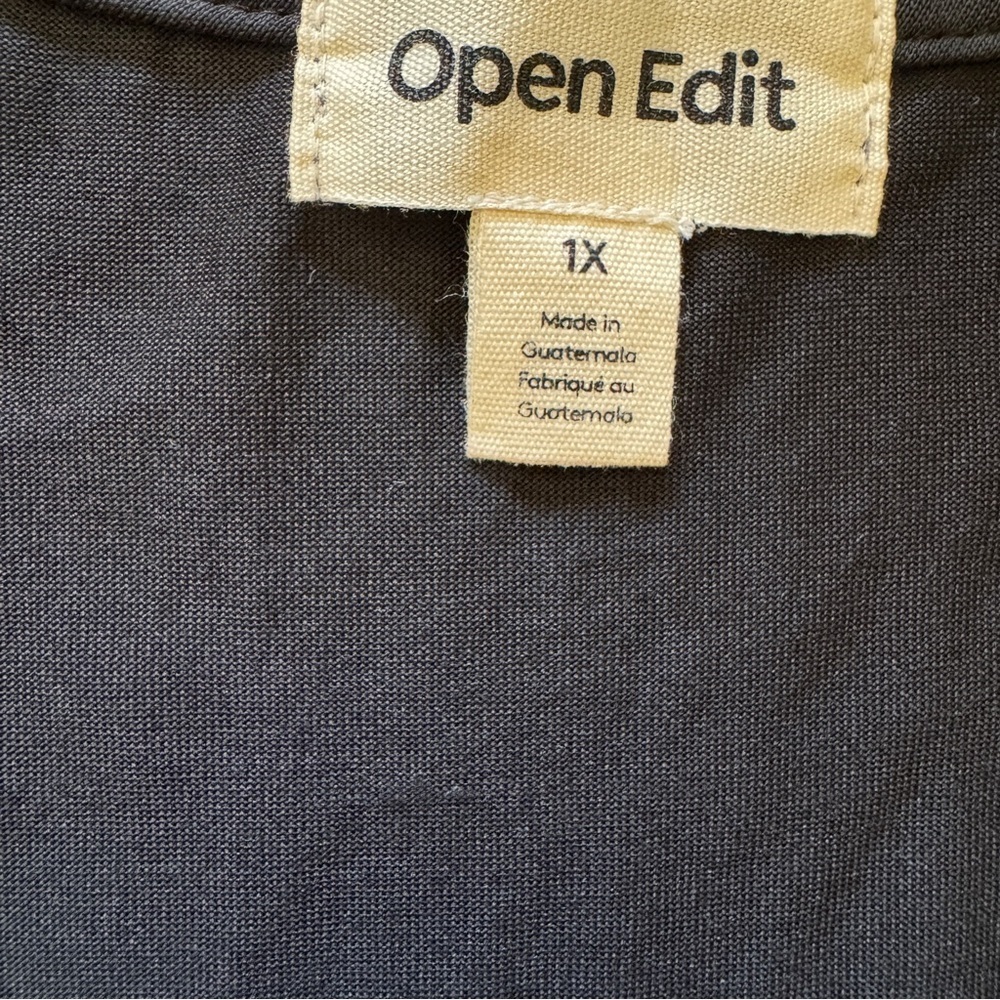 Open Edit
1X
Made in
Guatemala
Fabriqué au
Guatemala